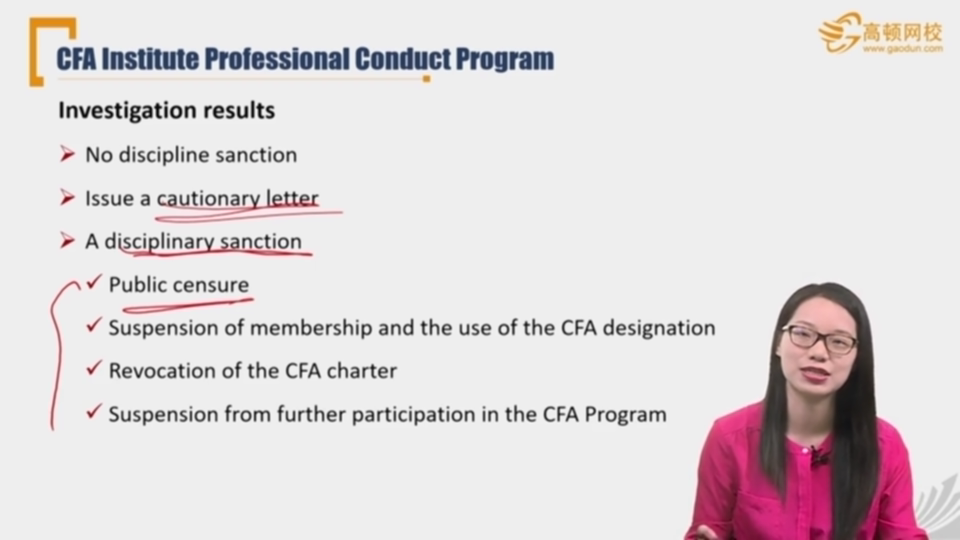 CFA Institute Professional Conduct Program
高顿网校
www.gaodun.com
Investigation results
No discipline sanction
Issue a cautionary letter
A disciplinary sanction
Public censure
Suspension of membership and the use of the CFA designation
Revocation of the CFA charter
Suspension from further participation in the CFA Program